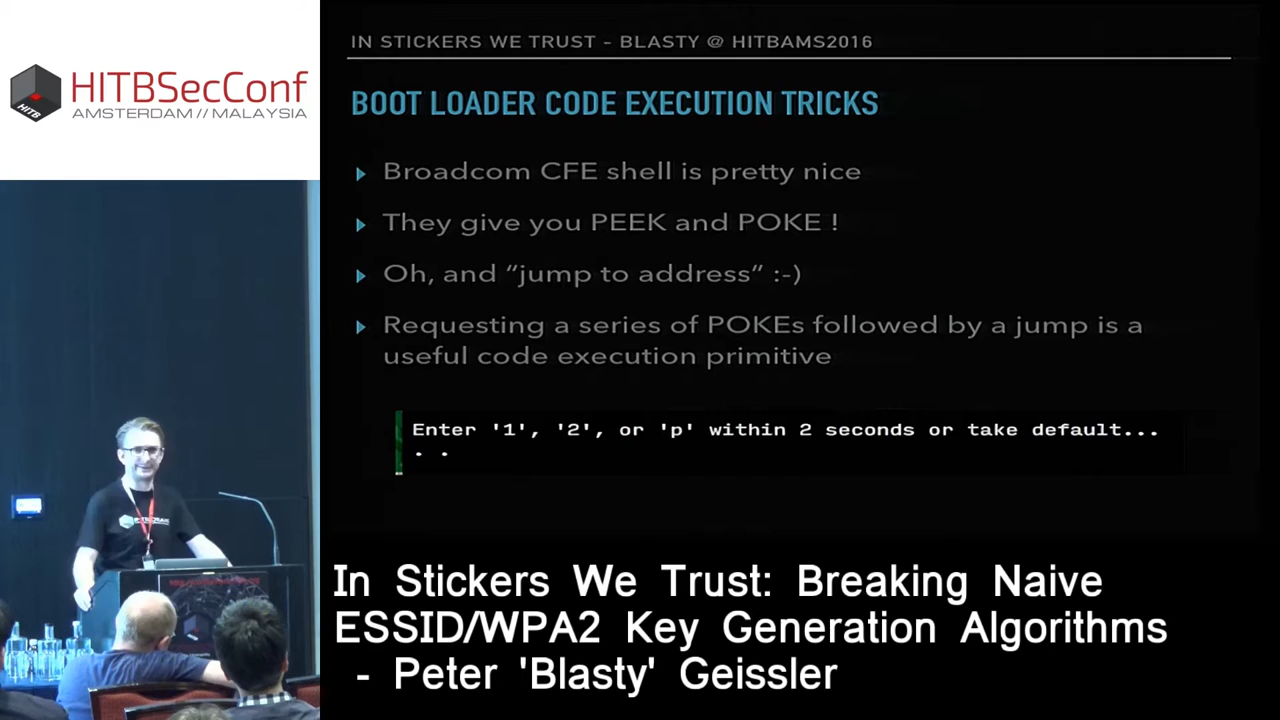 HITBSecConf
AMSTERDAM // MALAYSIA
HITB
IN STICKERS WE TRUST - BLASTY @ HITBAMS2016
BOOT LOADER CODE EXECUTION TRICKS
Broadcom CFE shell is pretty nice
They give you PEEK and POKE !
Oh, and “jump to address” :-)
Requesting a series of POKEs followed by a jump is a
useful code execution primitive
Enter '1', '2', or 'p' within 2 seconds or take default...
. .
In Stickers We Trust: Breaking Naive
ESSID/WPA2 Key Generation Algorithms
- Peter 'Blasty' Geissler